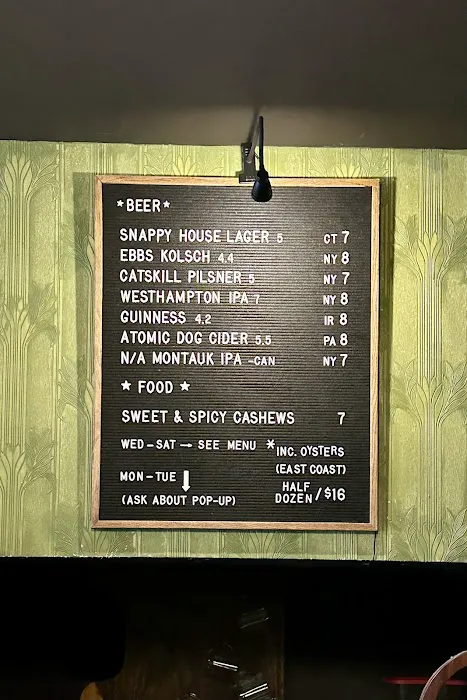 *BEER*
SNAPPY HOUSE LAGER 5 CT 7
EBBS KOLSCH 4.4 NY 8
CATSKILL PILSNER 5 NY 7
WESTHAMPTON IPA 7 NY 8
GUINNESS 4.2 IR 8
ATOMIC DOG CIDER 5.5 PA 8
N/A MONTAUK IPA -CAN NY 7
★ FOOD ★
SWEET & SPICY CASHEWS 7
WED-SAT → SEE MENU *INC. OYSTERS
(EAST COAST)
MON-TUE ↓ HALF
(ASK ABOUT POP-UP) DOZEN/$16